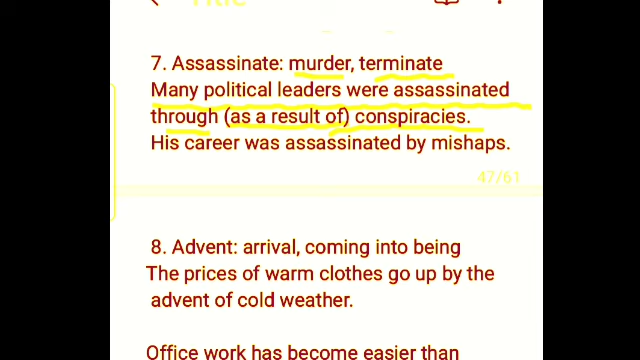 Title
7. Assassinate: murder, terminate
Many political leaders were assassinated
through (as a result of) conspiracies.
His career was assassinated by mishaps.
47/61
8. Advent: arrival, coming into being
The prices of warm clothes go up by the
advent of cold weather.
Office work has become easier than